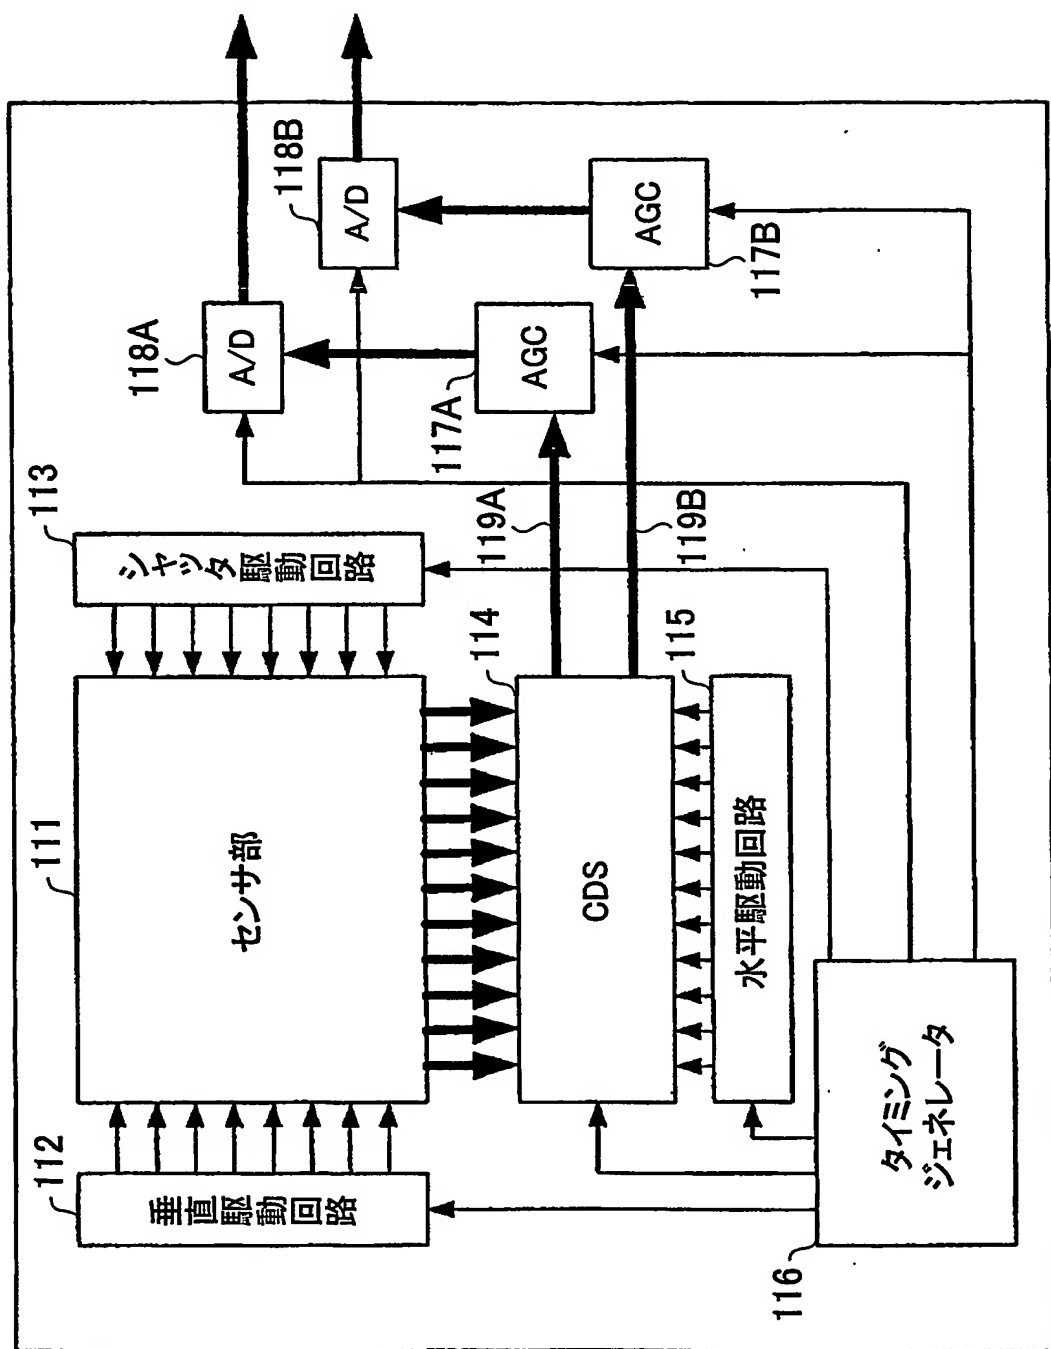 112
垂直駆動回路
111
センサ部
113
シャッタ駆動回路
118A
A/D
118B
A/D
117A
AGC
AGC
117B
119A
119B
114
CDS
115
水平駆動回路
116
タイミング
ジェネレータ